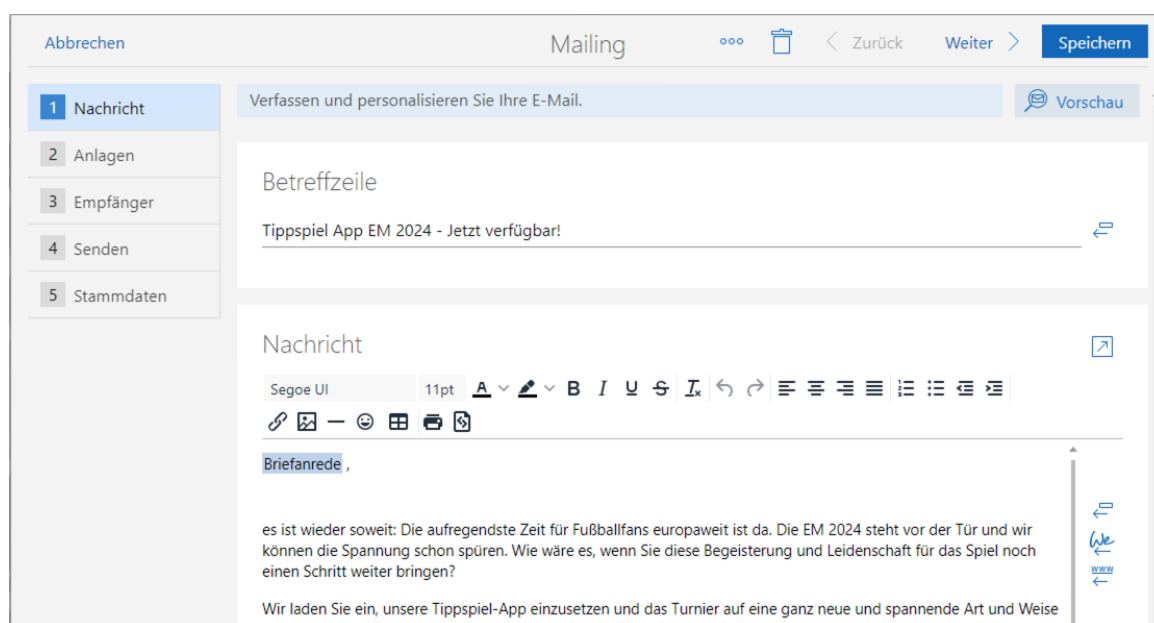 Abbrechen
Mailing
Zurück
Weiter
Speichern
1 Nachricht
2 Anlagen
3 Empfänger
4 Senden
5 Stammdaten
Verfassen und personalisieren Sie Ihre E-Mail.
Vorschau
Betreffzeile
Tippspiel App EM 2024 - Jetzt verfügbar!
Nachricht
Segoe UI 11pt A B I U S
Briefanrede ,
es ist wieder soweit: Die aufregendste Zeit für Fußballfans europaweit ist da. Die EM 2024 steht vor der Tür und wir
können die Spannung schon spüren. Wie wäre es, wenn Sie diese Begeisterung und Leidenschaft für das Spiel noch
einen Schritt weiter bringen?
We
www
Wir laden Sie ein, unsere Tippspiel-App einzusetzen und das Turnier auf eine ganz neue und spannende Art und Weise